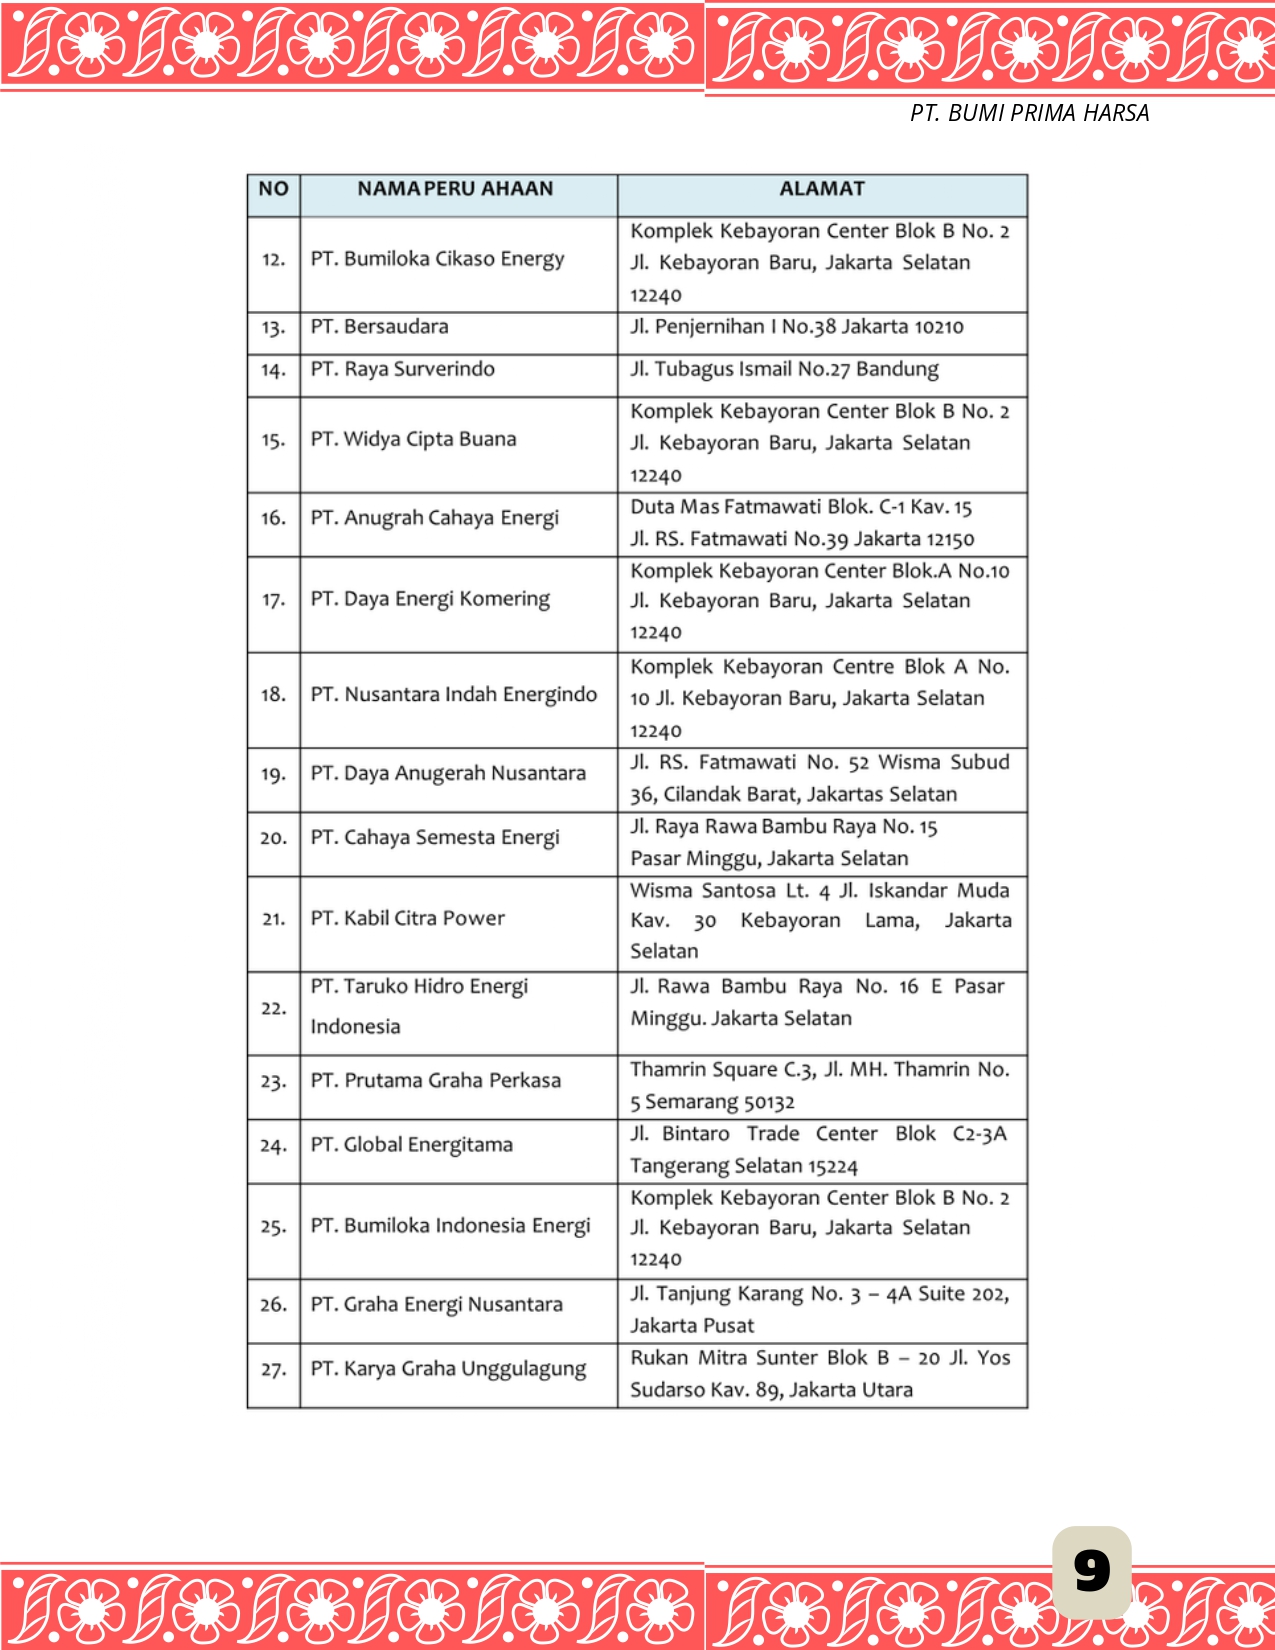 PT. BUMI PRIMA HARSA
NO NAMA PERU AHAAN ALAMAT
12. PT. Bumiloka Cikaso Energy Komplek Kebayoran Center Blok B No. 2
Jl. Kebayoran Baru, Jakarta Selatan
12240
13. PT. Bersaudara Jl. Penjernihan I No.38 Jakarta 10210
14. PT. Raya Surverindo Jl. Tubagus Ismail No.27 Bandung
15. PT. Widya Cipta Buana Komplek Kebayoran Center Blok B No. 2
Jl. Kebayoran Baru, Jakarta Selatan
12240
16. PT. Anugrah Cahaya Energi Duta Mas Fatmawati Blok. C-1 Kav. 15
Jl. RS. Fatmawati No.39 Jakarta 12150
17. PT. Daya Energi Komering Komplek Kebayoran Center Blok.A No.10
Jl. Kebayoran Baru, Jakarta Selatan
12240
18. PT. Nusantara Indah Energindo Komplek Kebayoran Centre Blok A No.
10 Jl. Kebayoran Baru, Jakarta Selatan
12240
19. PT. Daya Anugerah Nusantara Jl. RS. Fatmawati No. 52 Wisma Subud
36, Cilandak Barat, Jakartas Selatan
20. PT. Cahaya Semesta Energi Jl. Raya Rawa Bambu Raya No. 15
Pasar Minggu, Jakarta Selatan
21. PT. Kabil Citra Power Wisma Santosa Lt. 4 Jl. Iskandar Muda
Kav. 30 Kebayoran Lama, Jakarta
Selatan
22. PT. Taruko Hidro Energi
Indonesia Jl. Rawa Bambu Raya No. 16 E Pasar
Minggu. Jakarta Selatan
23. PT. Prutama Graha Perkasa Thamrin Square C.3, Jl. MH. Thamrin No.
5 Semarang 50132
24. PT. Global Energitama Jl. Bintaro Trade Center Blok C2-3A
Tangerang Selatan 15224
25. PT. Bumiloka Indonesia Energi Komplek Kebayoran Center Blok B No. 2
Jl. Kebayoran Baru, Jakarta Selatan
12240
26. PT. Graha Energi Nusantara Jl. Tanjung Karang No. 3 – 4A Suite 202,
Jakarta Pusat
27. PT. Karya Graha Unggulagung Rukan Mitra Sunter Blok B – 20 Jl. Yos
Sudarso Kav. 89, Jakarta Utara
9